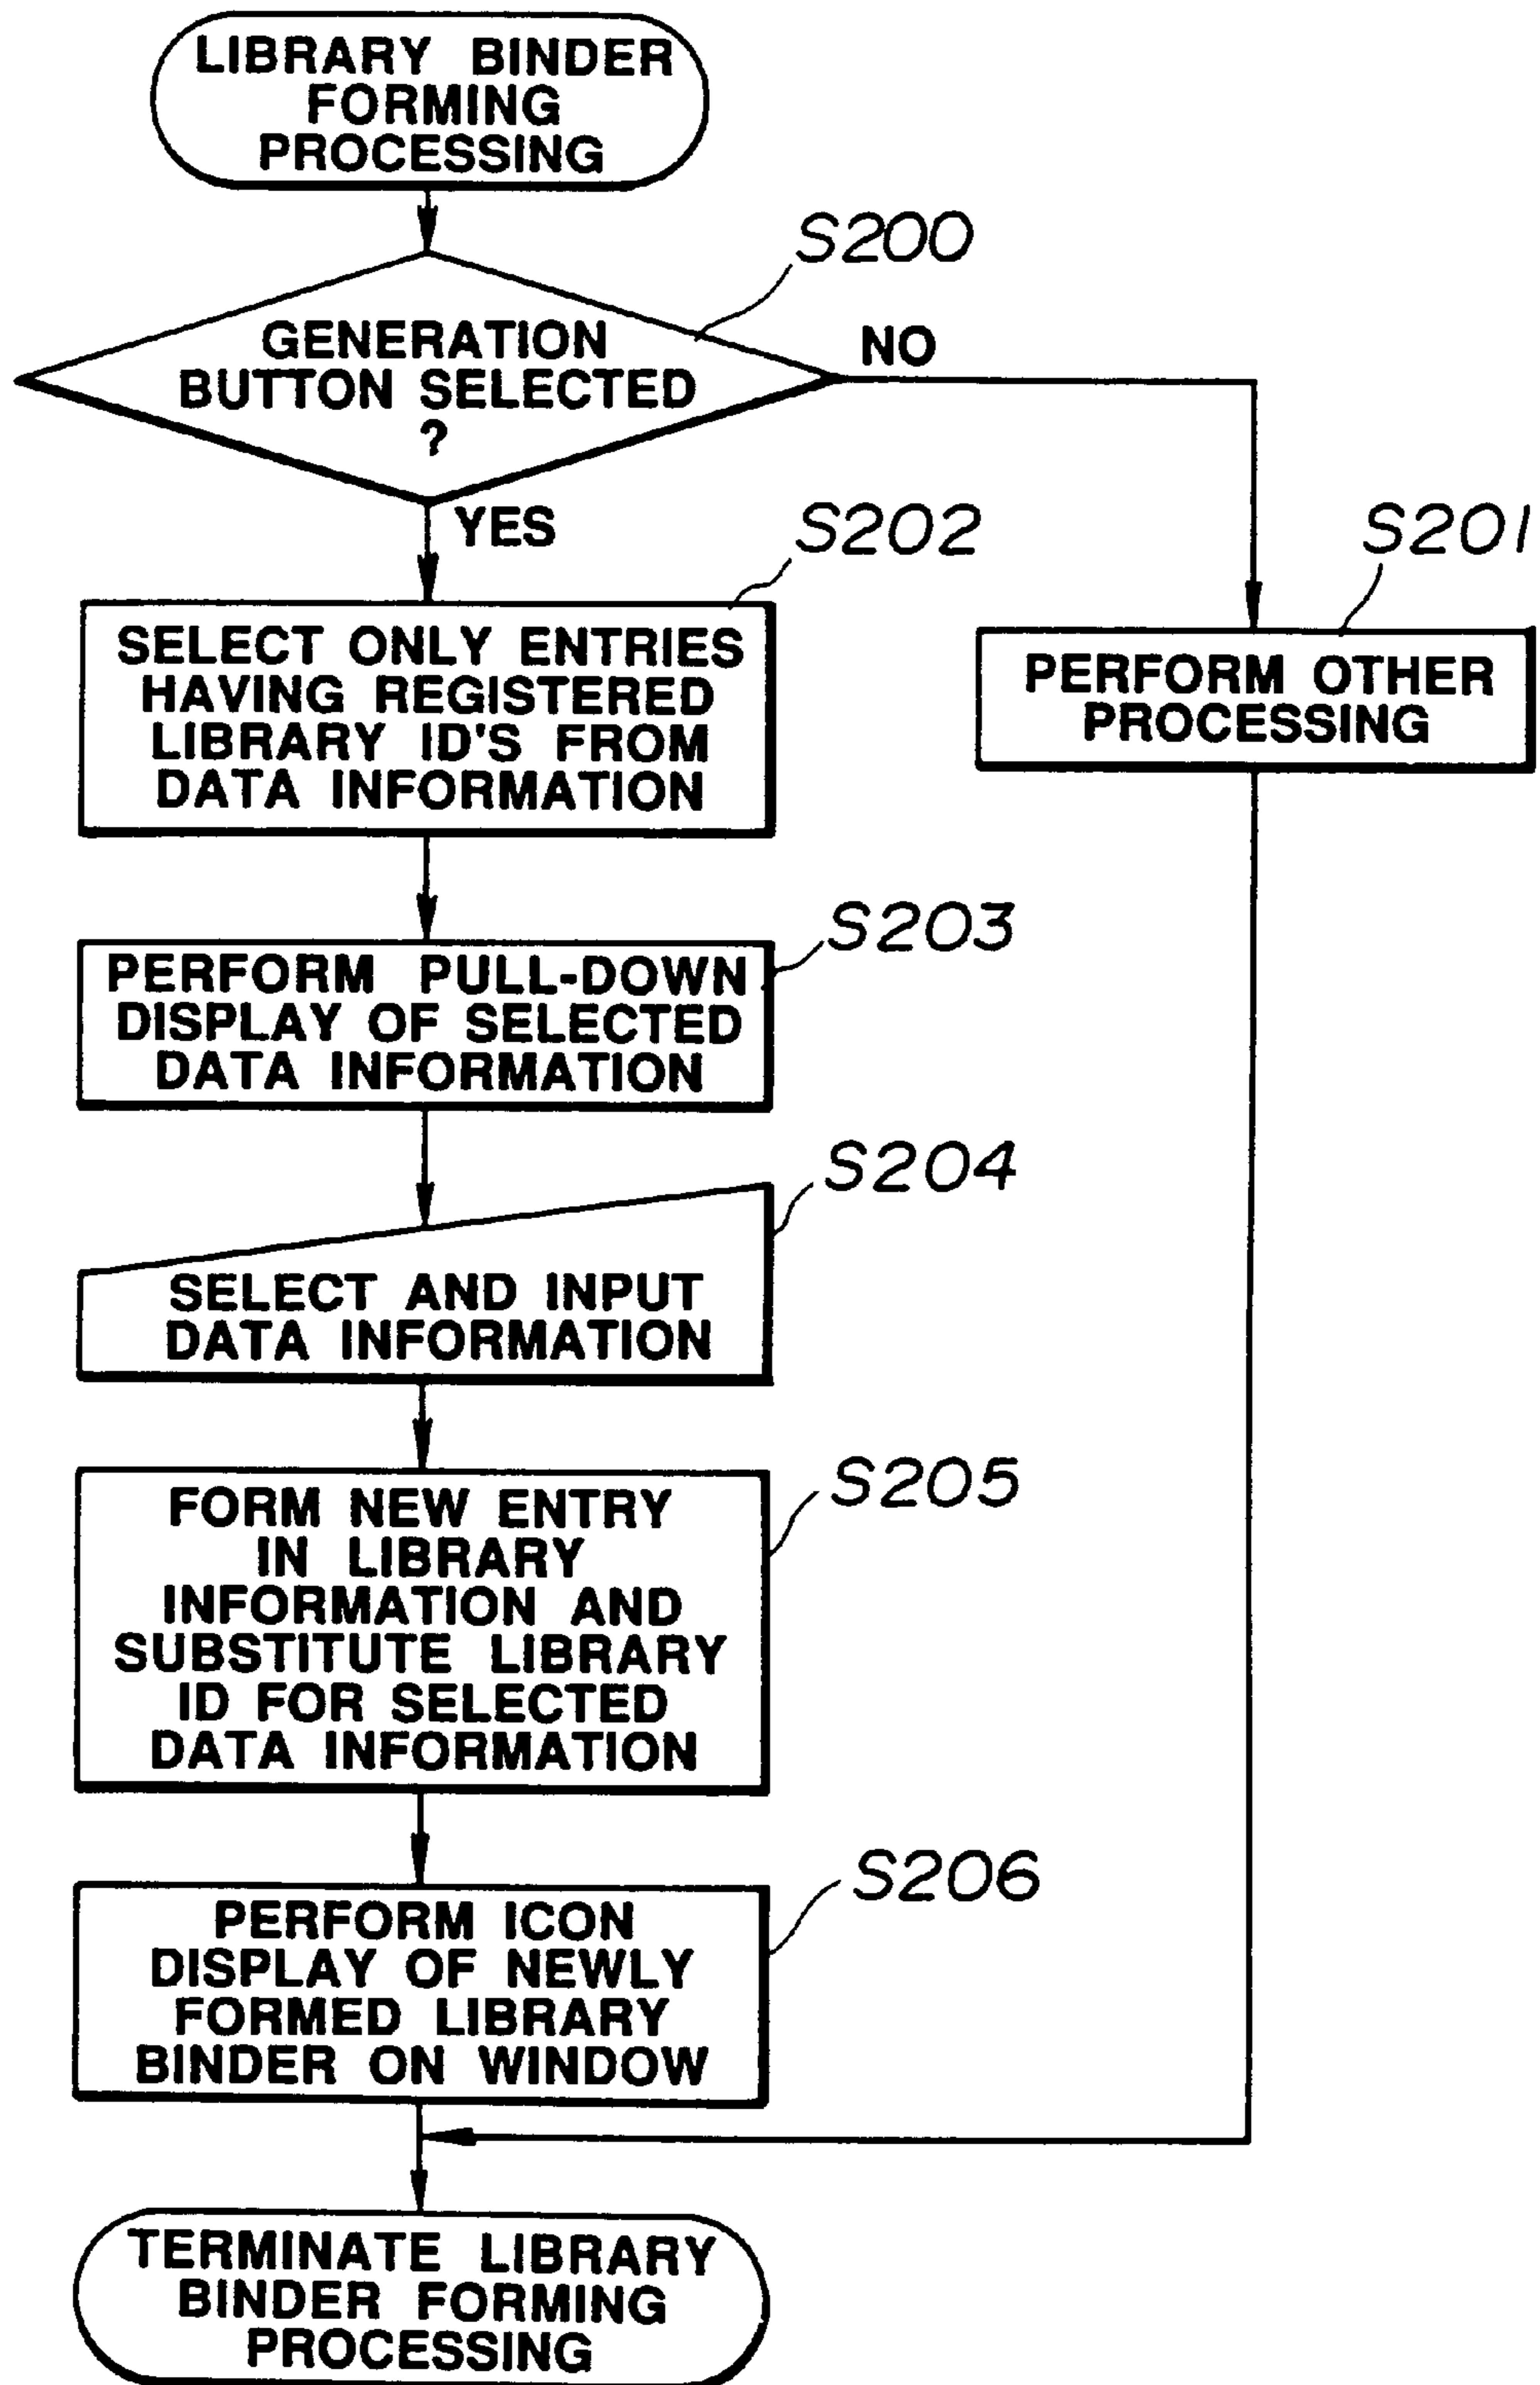 LIBRARY BINDER
FORMING
PROCESSING
S200
GENERATION
BUTTON SELECTED
?
NO
YES
S202
S201
SELECT ONLY ENTRIES
HAVING REGISTERED
LIBRARY ID'S FROM
DATA INFORMATION
PERFORM OTHER
PROCESSING
S203
PERFORM PULL-DOWN
DISPLAY OF SELECTED
DATA INFORMATION
S204
SELECT AND INPUT
DATA INFORMATION
S205
FORM NEW ENTRY
IN LIBRARY
INFORMATION AND
SUBSTITUTE LIBRARY
ID FOR SELECTED
DATA INFORMATION
S206
PERFORM ICON
DISPLAY OF NEWLY
FORMED LIBRARY
BINDER ON WINDOW
TERMINATE LIBRARY
BINDER FORMING
PROCESSING